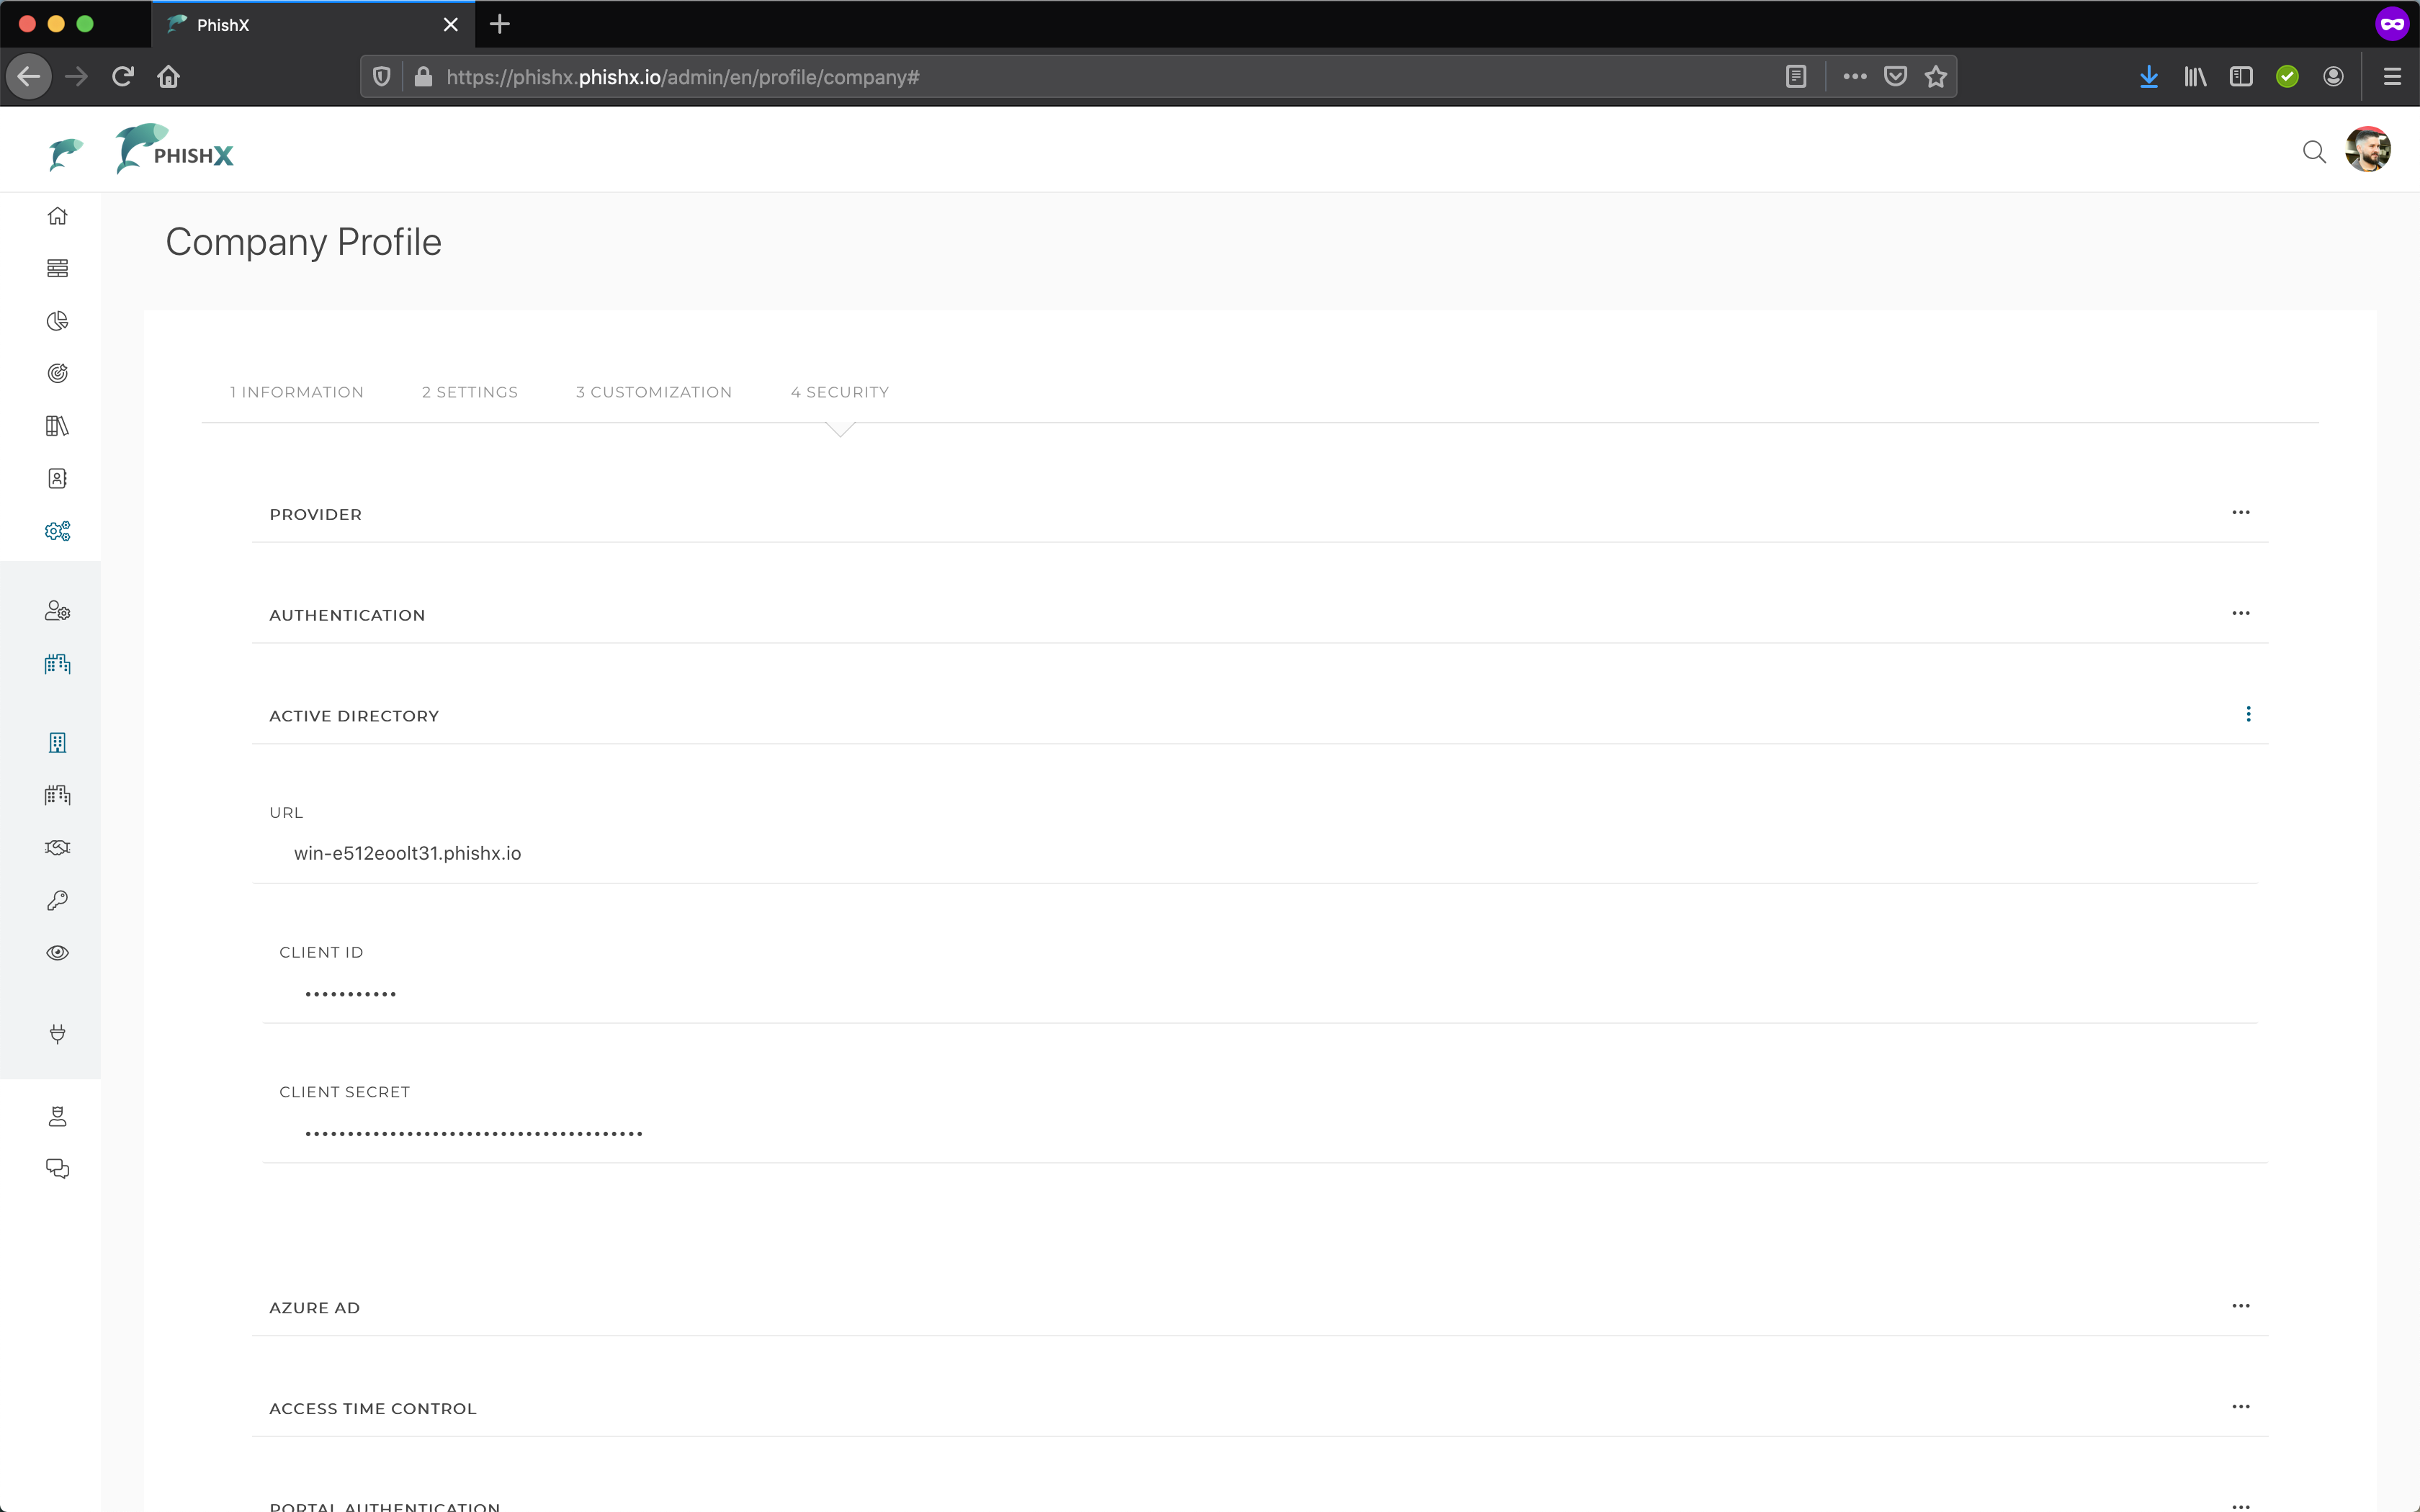 PhishX
https://phishx.phishx.io/admin/en/profile/company#
PHISHX
Company Profile
1 INFORMATION
2 SETTINGS
3 CUSTOMIZATION
4 SECURITY
PROVIDER
AUTHENTICATION
ACTIVE DIRECTORY
URL
win-e512eoolt31.phishx.io
CLIENT ID
CLIENT SECRET
AZURE AD
ACCESS TIME CONTROL
PORTAL AUTHENTICATION